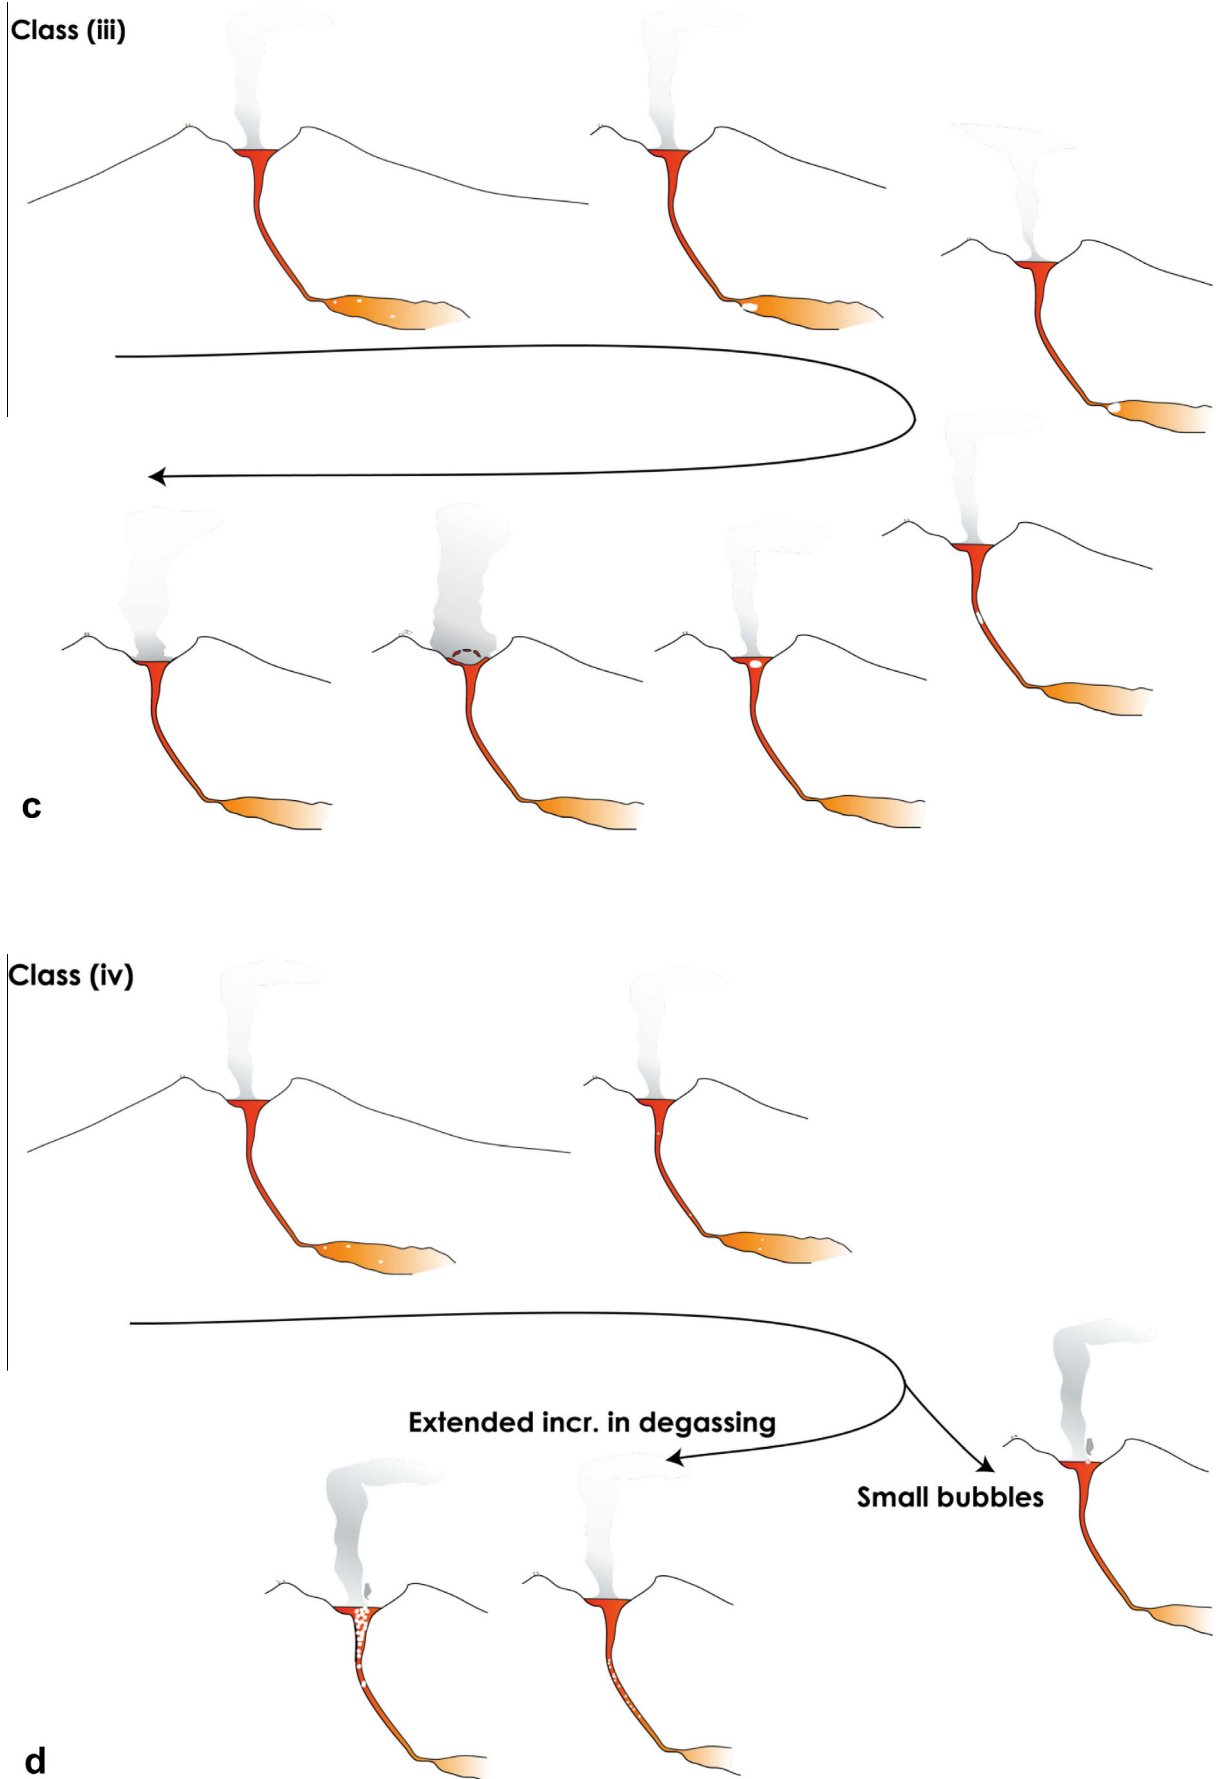 Class (iii)
c
Class (iv)
Extended incr. in degassing
Small bubbles
d